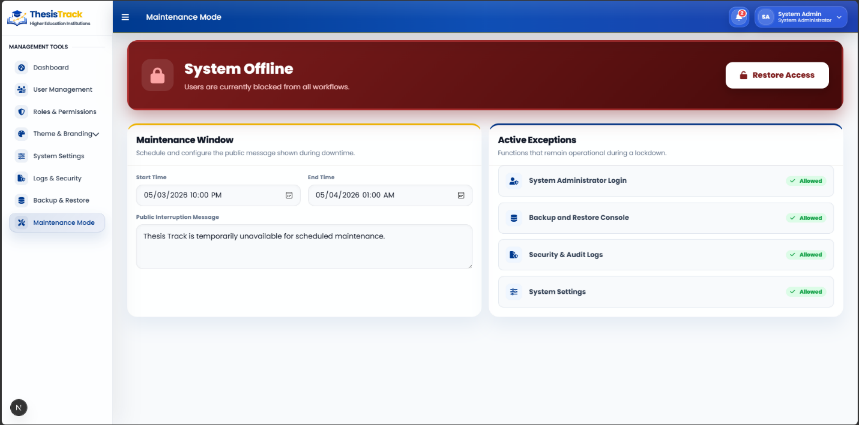 ThesisTrack
Higher Education Institutions
MANAGEMENT TOOLS
Dashboard
User Management
Roles & Permissions
Theme & Branding
System Settings
Logs & Security
Backup & Restore
Maintenance Mode
N
Maintenance Mode
SA
System Admin
System Administrator
System Offline
Users are currently blocked from all workflows.
Restore Access
Maintenance Window
Schedule and configure the public message shown during downtime.
Start Time
End Time
05/03/2026 10:00 PM
05/04/2026 01:00 AM
Public Interruption Message
Thesis Track is temporarily unavailable for scheduled maintenance.
Active Exceptions
Functions that remain operational during a lockdown.
System Administrator Login
Allowed
Backup and Restore Console
Allowed
Security & Audit Logs
Allowed
System Settings
Allowed